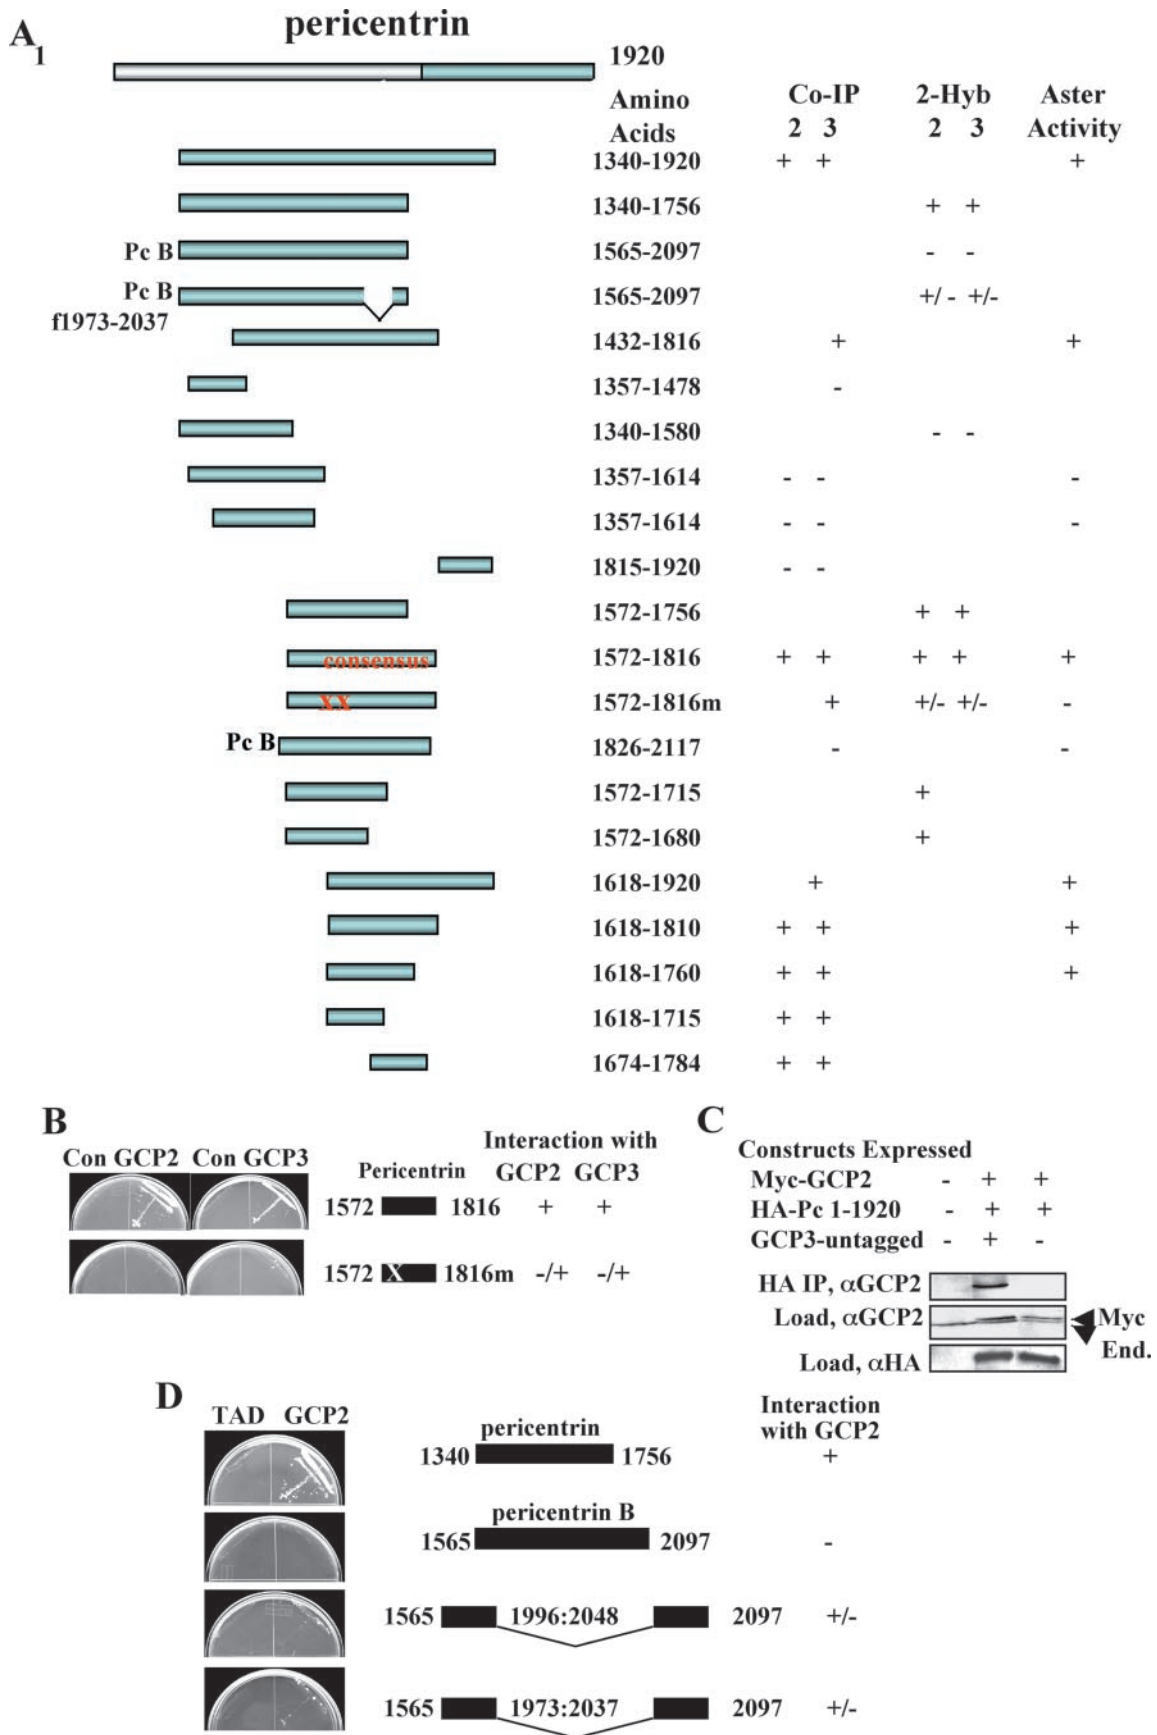 A
pericentrin
1
1920
Amino Acids
Co-IP
2-Hyb
Aster Activity
2 3
2 3
1340-1920 + + +
1340-1756 + +
Pc B 1565-2097 - -
Pc B 1565-2097 +/- +/-
f1973-2037
1432-1816 + +
1357-1478 -
1340-1580 - -
1357-1614 - - -
1357-1614 - - -
1815-1920 - -
1572-1756 + +
consensus 1572-1816 + + + + +
XX 1572-1816m + +/- +/- -
Pc B 1826-2117 - -
1572-1715 +
1572-1680 +
1618-1920 + +
1618-1810 + + +
1618-1760 + + +
1618-1715 + +
1674-1784 + +
B
Con GCP2 Con GCP3
Interaction with
Pericentrin GCP2 GCP3
1572 1816 + +
1572 X 1816m -/+ -/+
C
Constructs Expressed
Myc-GCP2 - + +
HA-Pc 1-1920 - + +
GCP3-untagged - + -
HA IP, αGCP2
Load, αGCP2 Myc
End.
Load, αHA
D
TAD GCP2
Interaction
with GCP2
pericentrin
1340 1756 +
pericentrin B
1565 2097 -
1565 1996:2048 2097 +/-
1565 1973:2037 2097 +/-